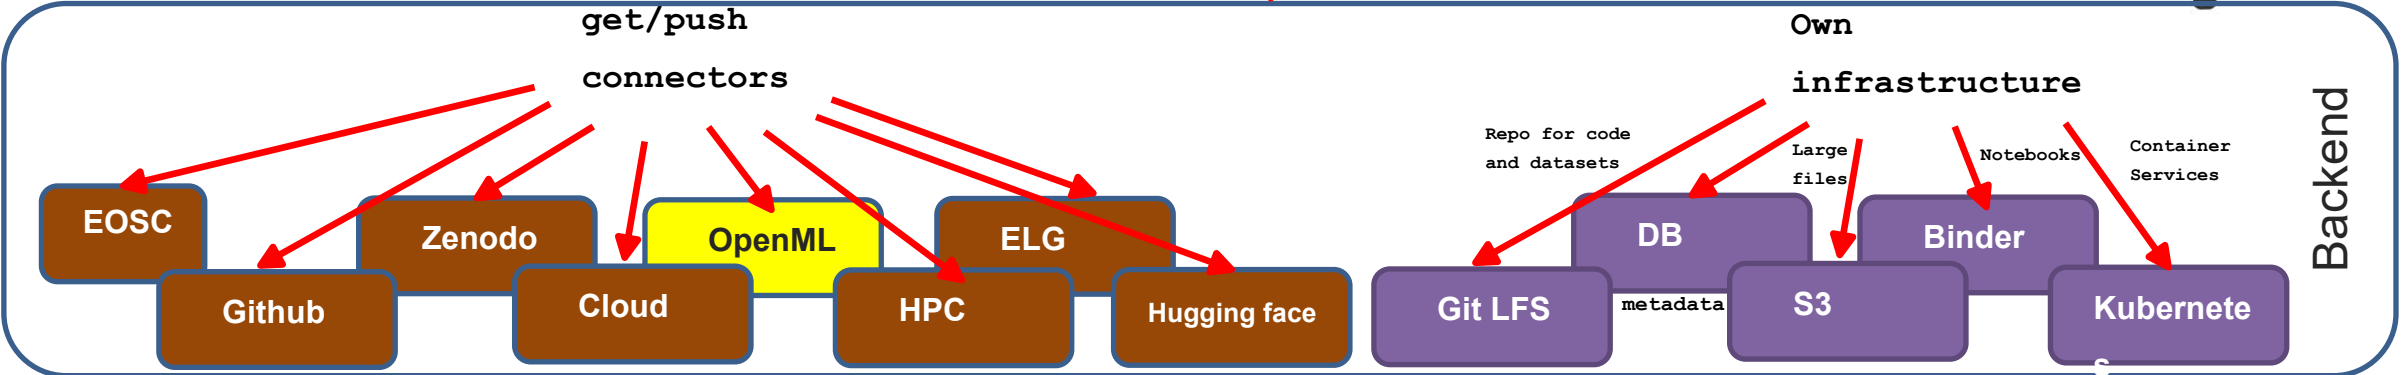 get/push
connectors
Own
infrastructure
Repo for code
and datasets
Large
files
Notebooks
Container
Services
Backend
EOSC
Zenodo
OpenML
ELG
DB
Binder
Github
Cloud
HPC
Hugging face
Git LFS
metadata
S3
Kubernete
s